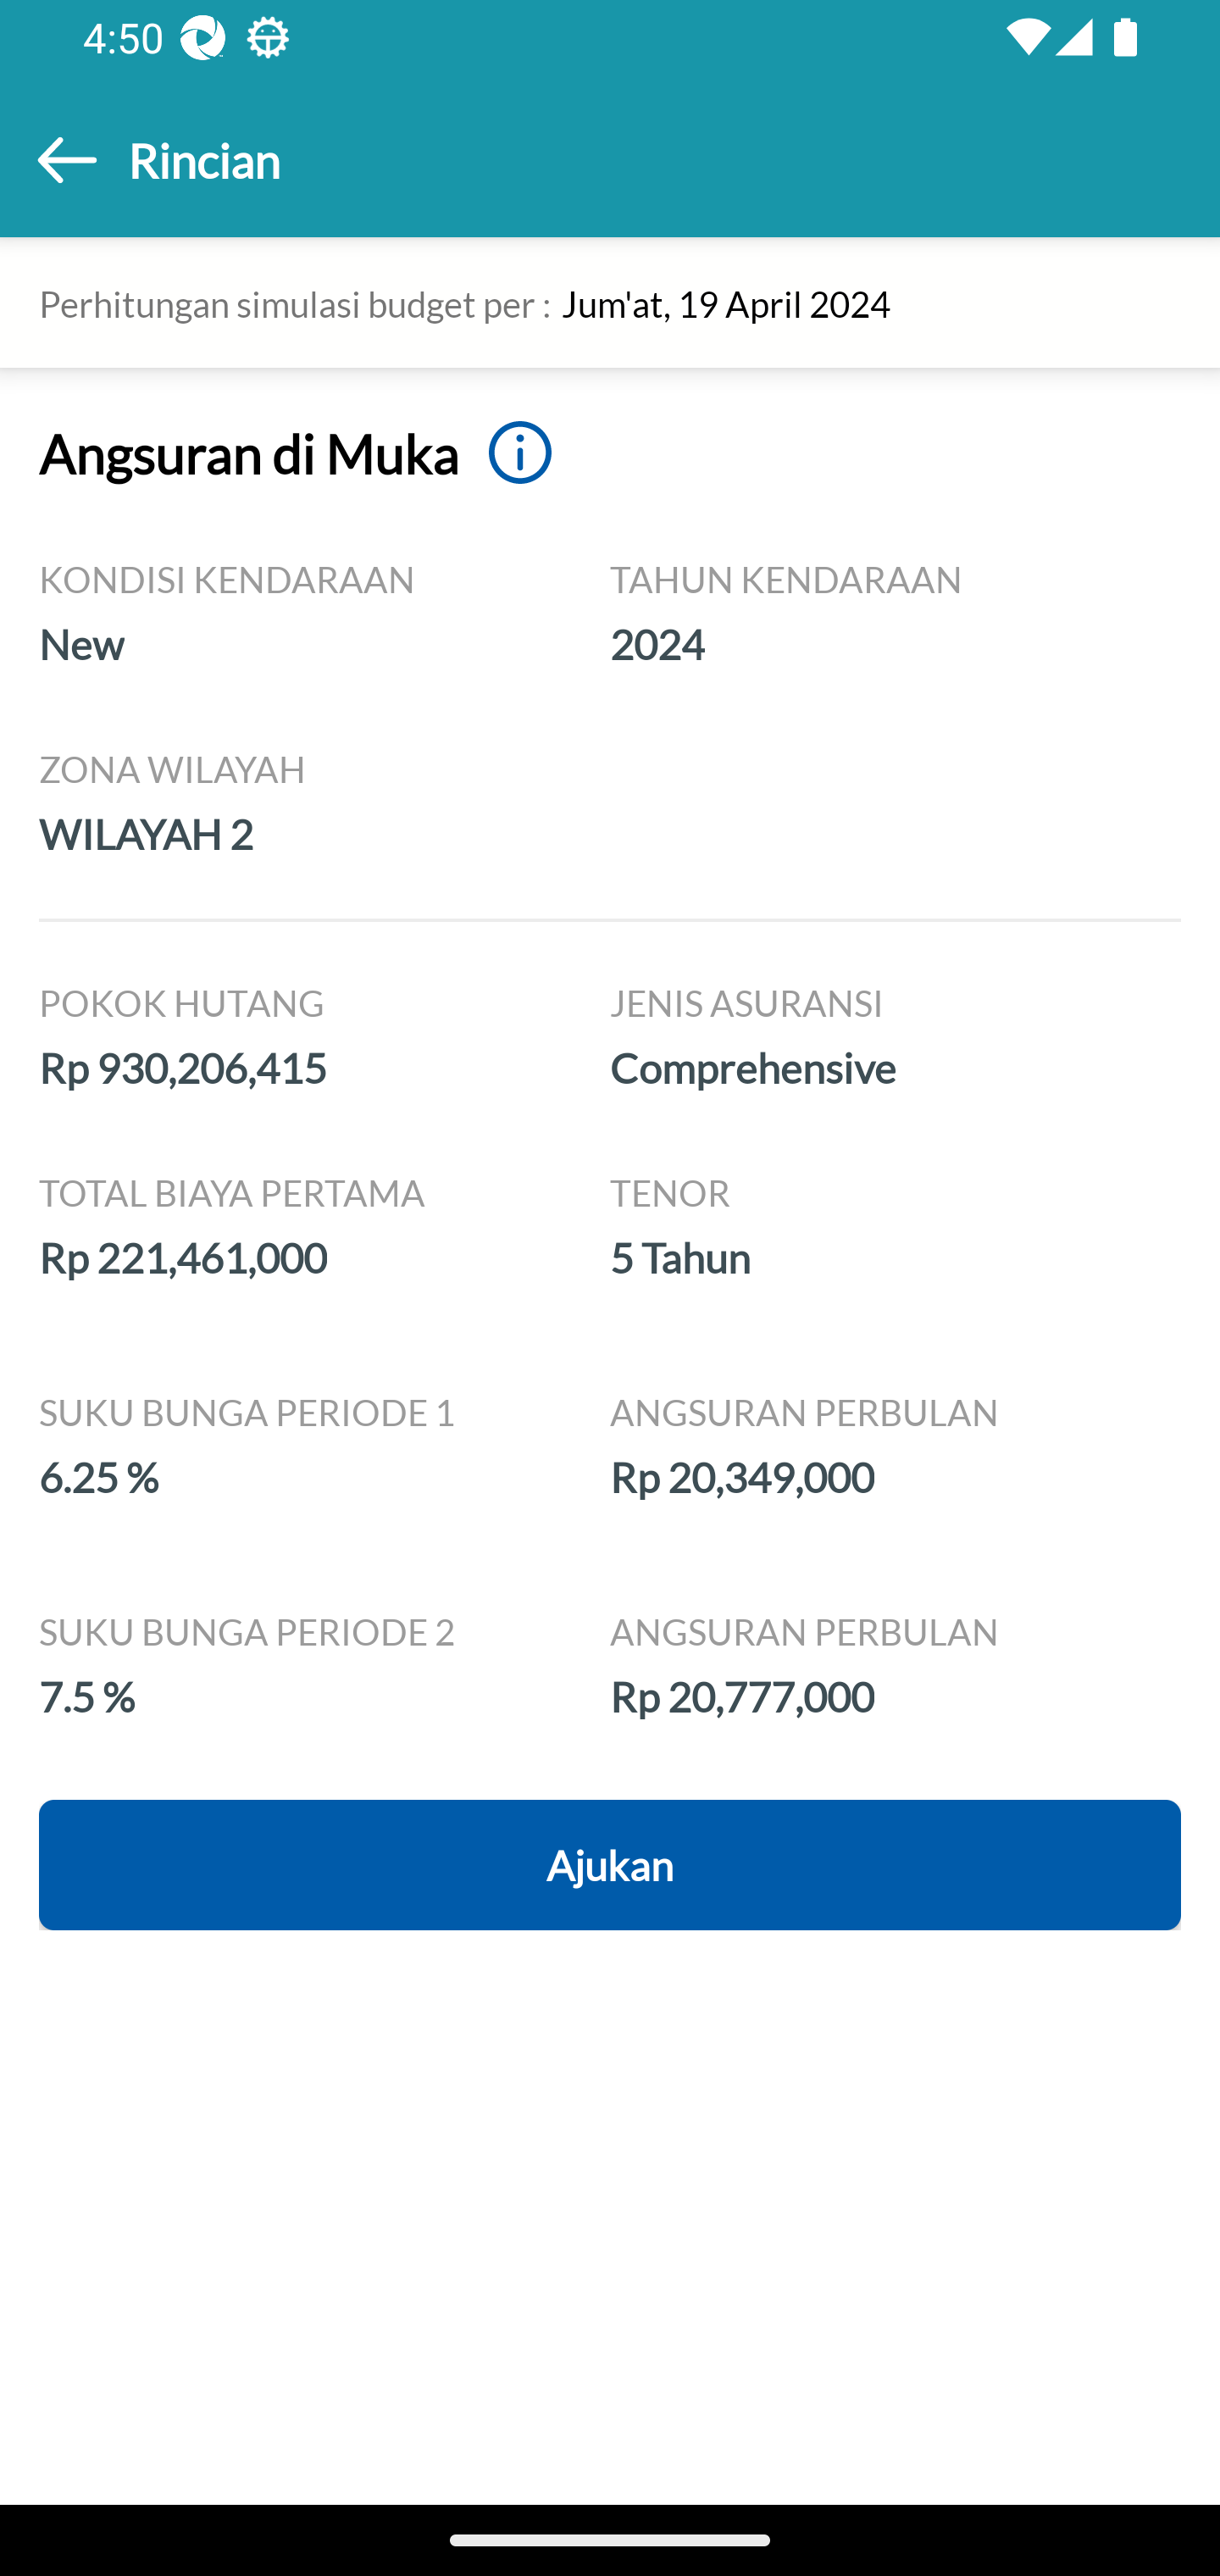 4:50
Rincian
Perhitungan simulasi budget per : Jum'at, 19 April 2024
Angsuran di Muka
KONDISI KENDARAAN TAHUN KENDARAAN
New 2024
ZONA WILAYAH
WILAYAH 2
POKOK HUTANG JENIS ASURANSI
Rp 930,206,415 Comprehensive
TOTAL BIAYA PERTAMA TENOR
Rp 221,461,000 5 Tahun
SUKU BUNGA PERIODE 1 ANGSURAN PERBULAN
6.25 % Rp 20,349,000
SUKU BUNGA PERIODE 2 ANGSURAN PERBULAN
7.5 % Rp 20,777,000
Ajukan